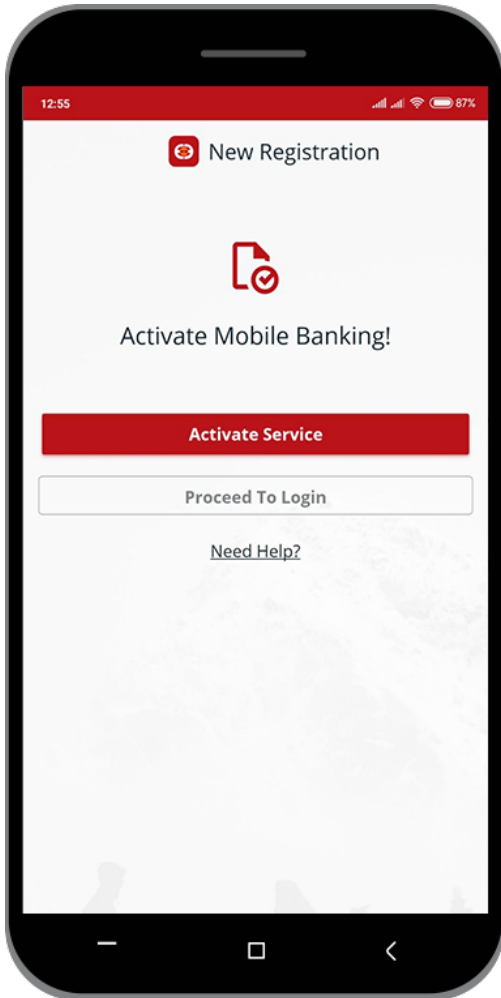 12:55
87%
New Registration
Activate Mobile Banking!
Activate Service
Proceed To Login
Need Help?